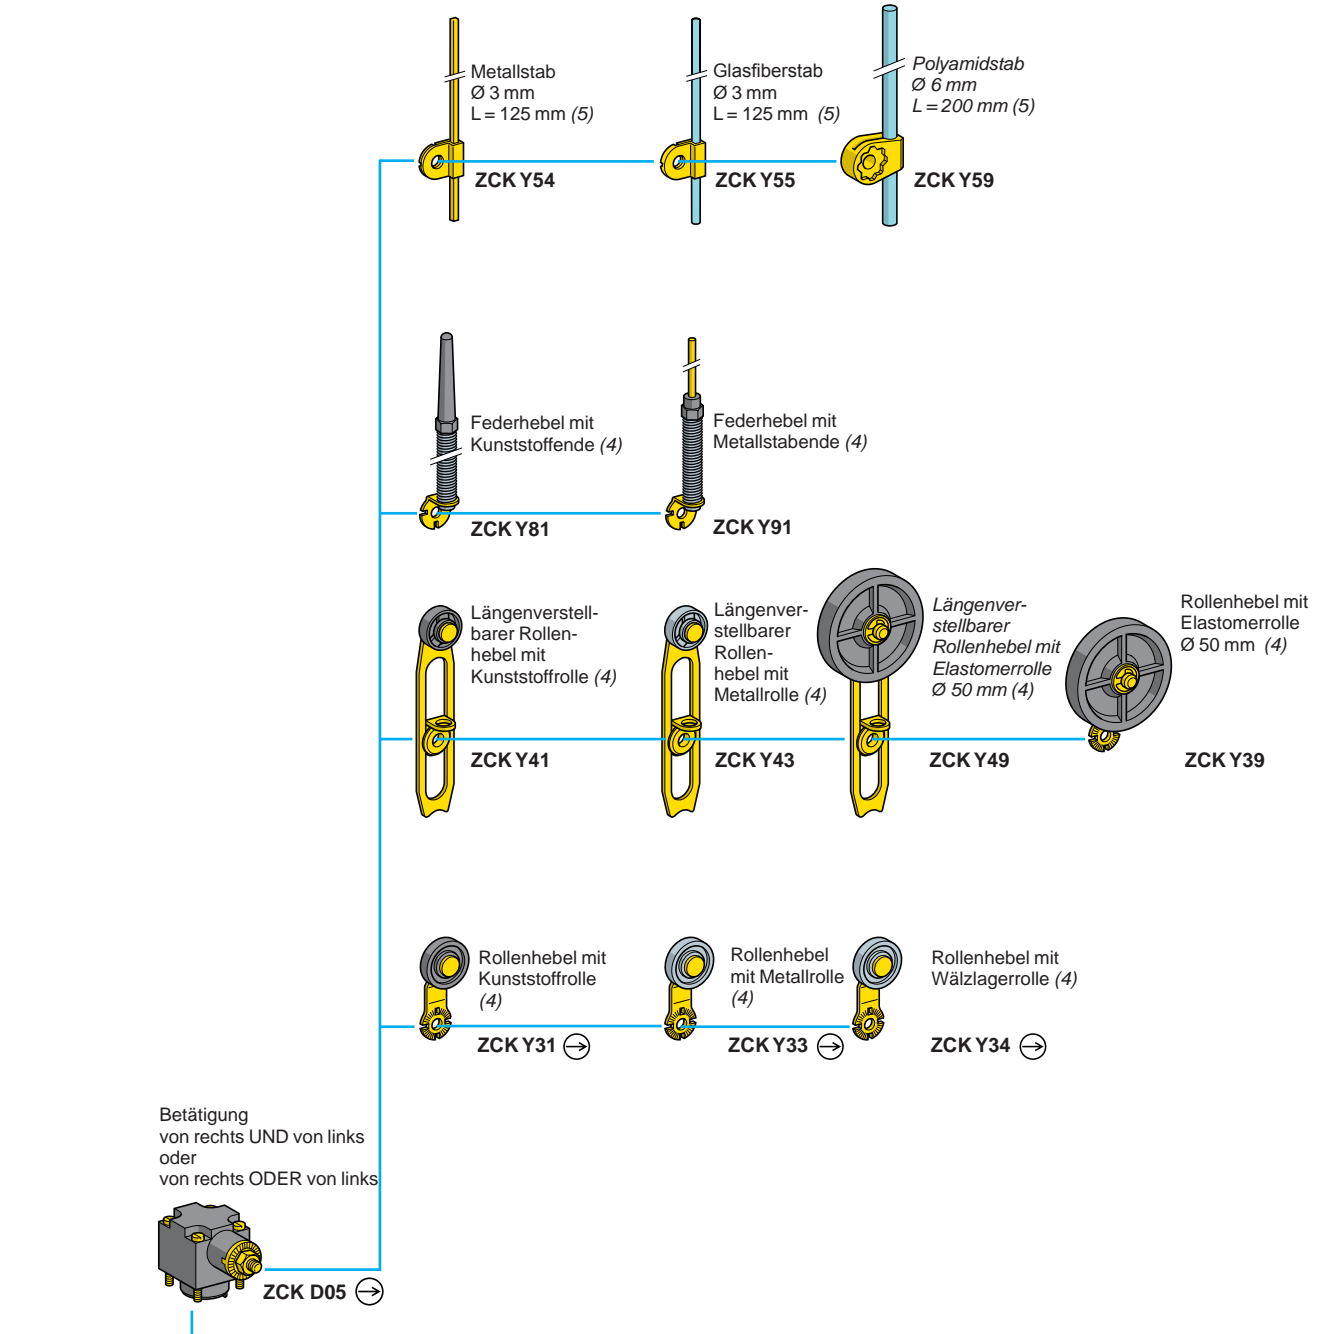 Metallstab
Ø 3 mm
L = 125 mm (5)
ZCK Y54
Glasfiberstab
Ø 3 mm
L = 125 mm (5)
ZCK Y55
Polyamidstab
Ø 6 mm
L = 200 mm (5)
ZCK Y59
Federhebel mit
Kunststoffende (4)
ZCK Y81
Federhebel mit
Metallstabende (4)
ZCK Y91
Längenverstell-
barer Rollen-
hebel mit
Kunststoffrolle (4)
ZCK Y41
Längenver-
stellbarer
Rollen-
hebel mit
Metallrolle (4)
ZCK Y43
Längenver-
stellbarer
Rollenhebel mit
Elastomerrolle
Ø 50 mm (4)
ZCK Y49
Rollenhebel mit
Elastomerrolle
Ø 50 mm (4)
ZCK Y39
Rollenhebel mit
Kunststoffrolle
(4)
ZCK Y31
Rollenhebel
mit Metallrolle
(4)
ZCK Y33
Rollenhebel mit
Wälzlagerrolle (4)
ZCK Y34
Betätigung
von rechts UND von links
oder
von rechts ODER von links
ZCK D05